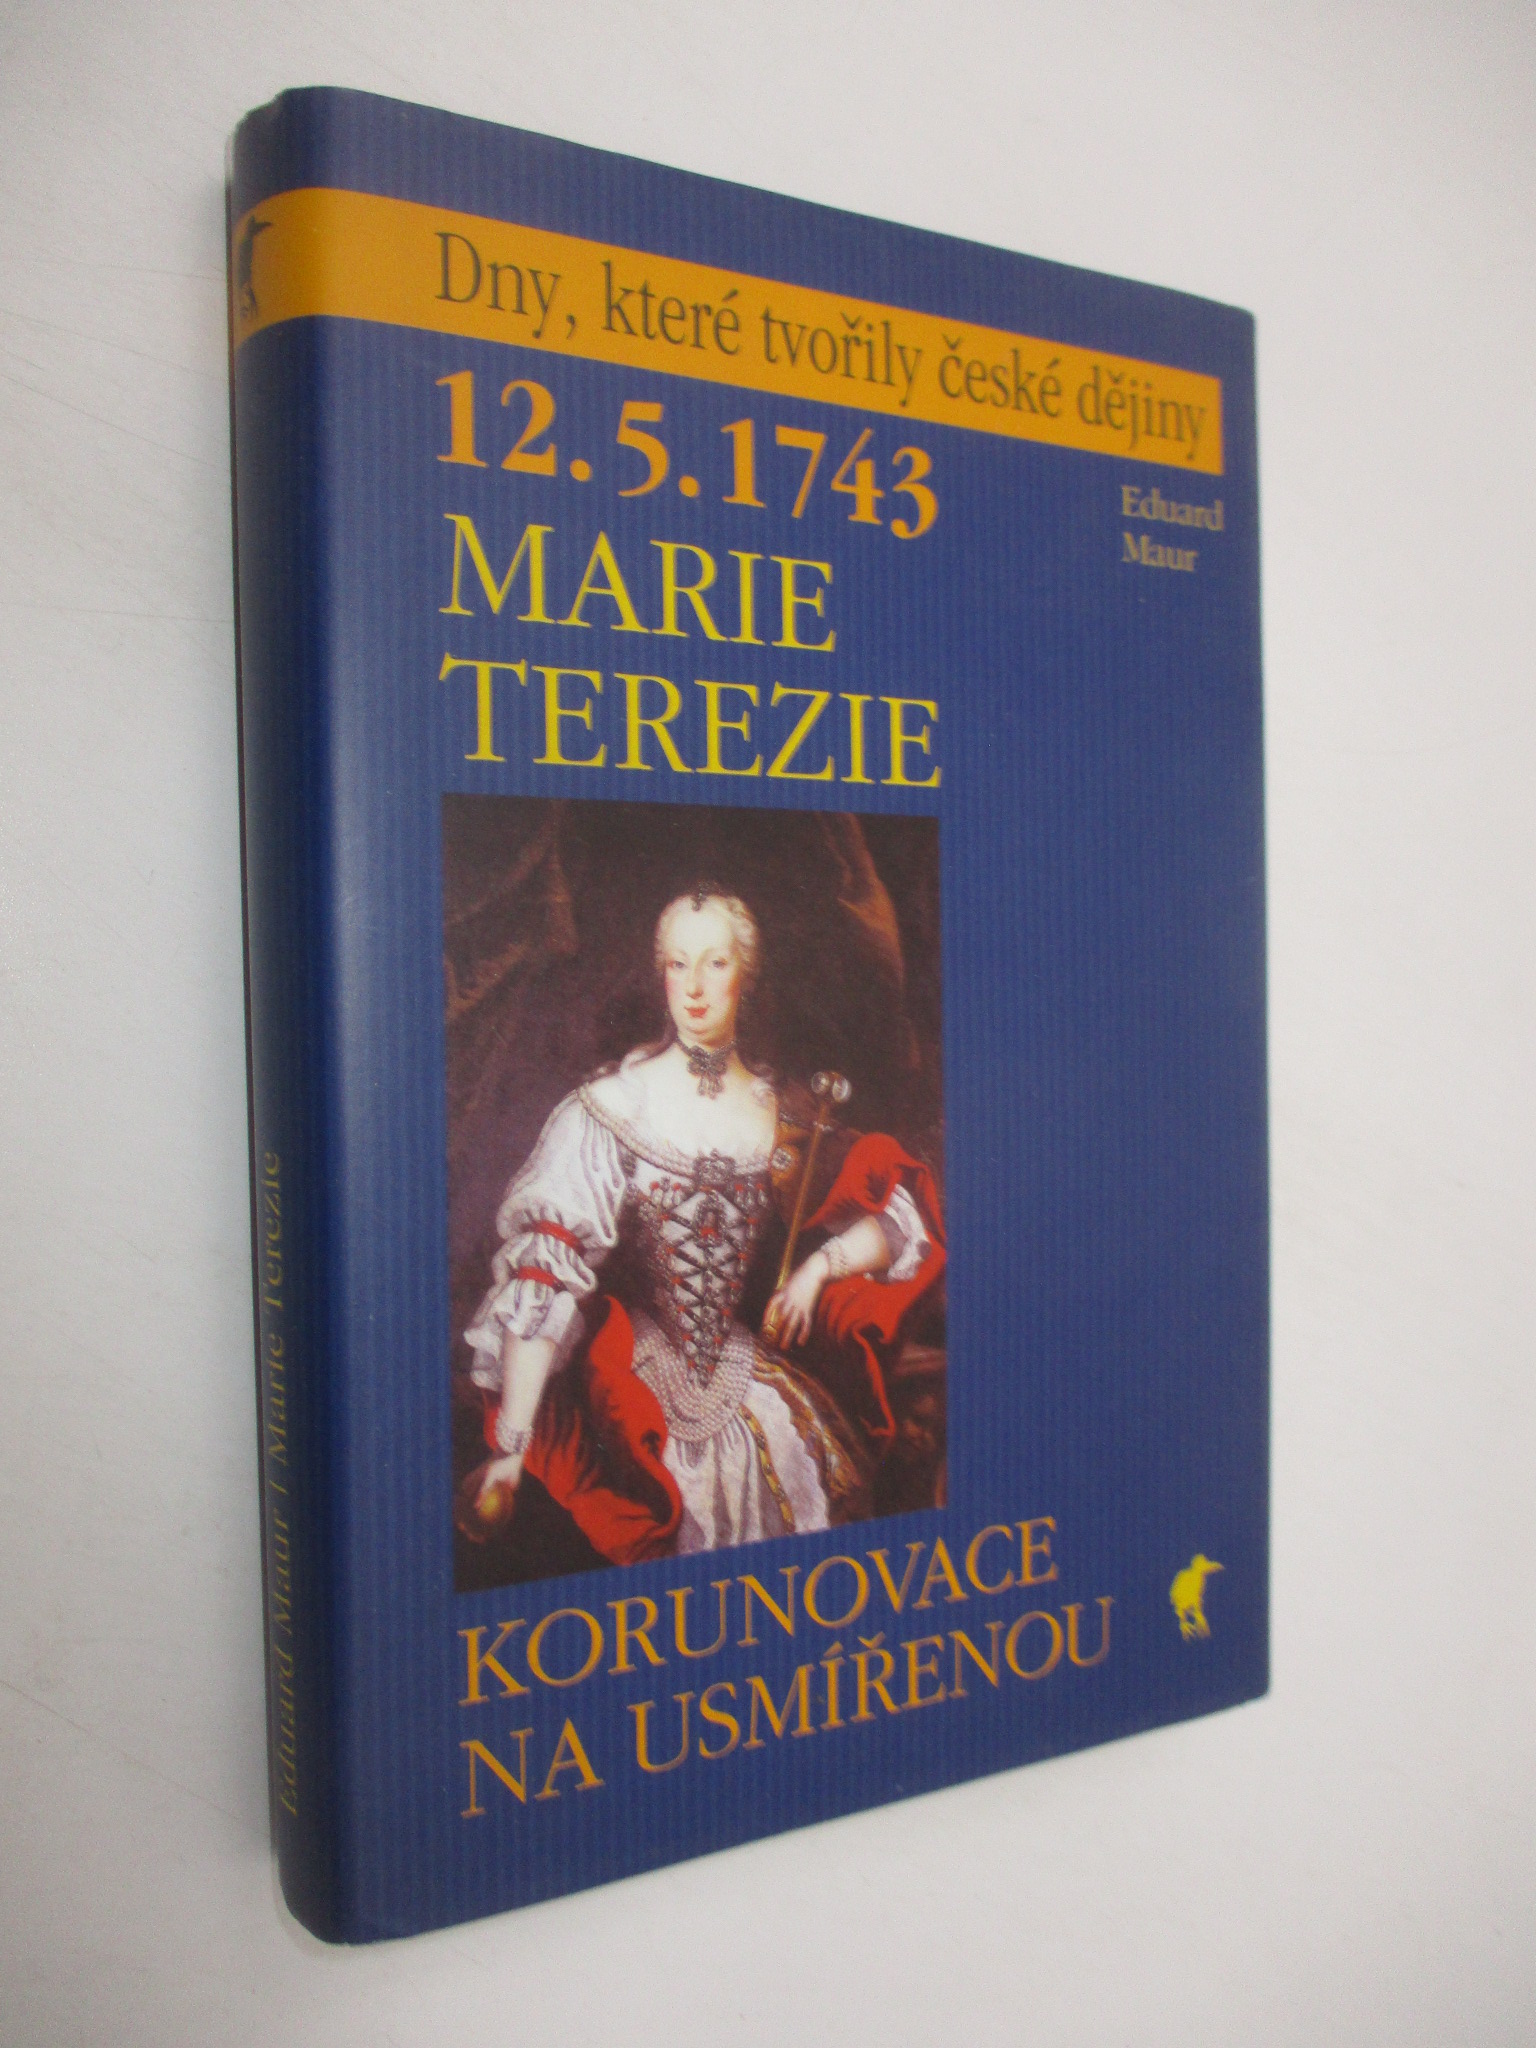 Dny, které tvořily české dějiny
12.5.1743
Eduard
Maur
MARIE
TEREZIE
KORUNOVACE
NA USMÍŘENOU
Eduard Maur / Marie Terezie